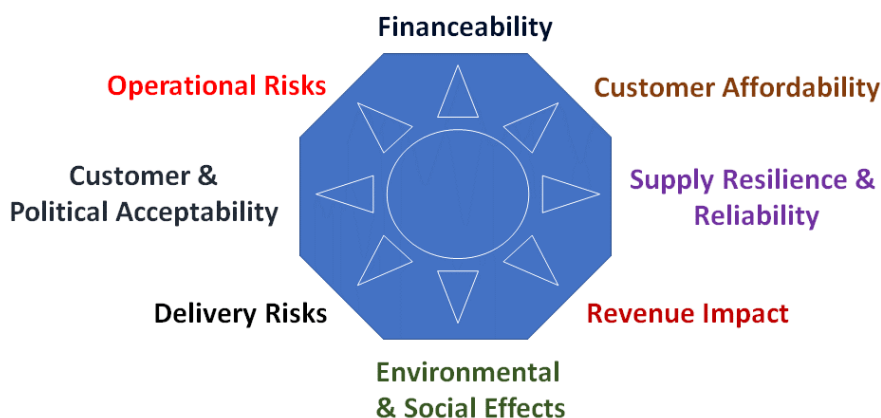 Financeability
Operational Risks
Customer Affordability
Customer &
Political Acceptability
Supply Resilience &
Reliability
Delivery Risks
Revenue Impact
Environmental
& Social Effects